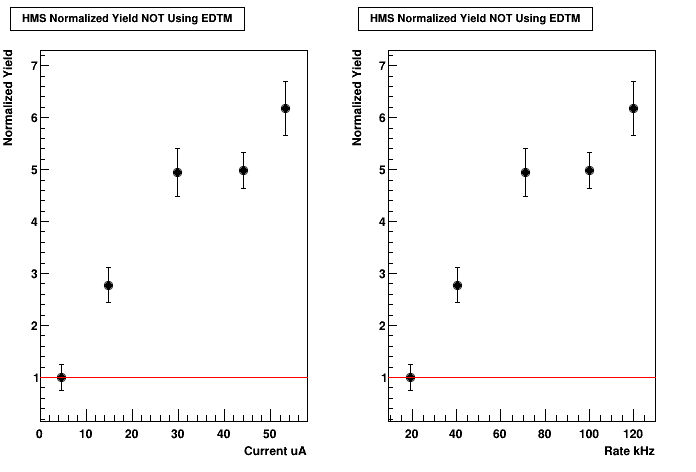 HMS Normalized Yield NOT Using EDTM
Normalized Yield
7
6
5
4
3
2
1
0 10 20 30 40 50
Current uA
HMS Normalized Yield NOT Using EDTM
Normalized Yield
7
6
5
4
3
2
1
20 40 60 80 100 120
Rate kHz